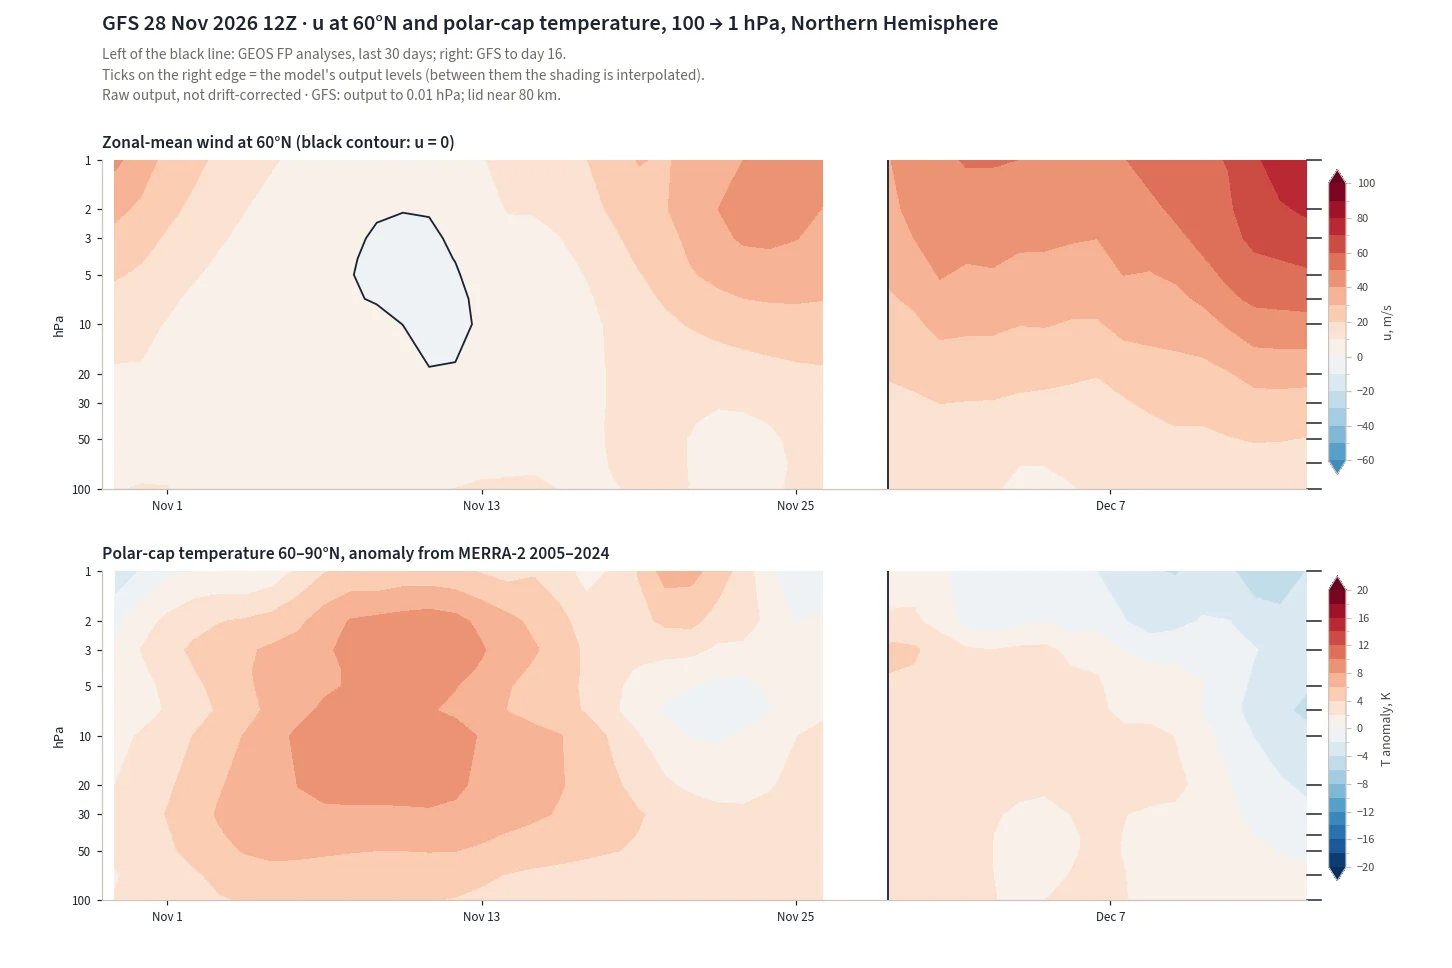 GFS 28 Nov 2026 12Z · u at 60°N and polar-cap temperature, 100 → 1 hPa, Northern Hemisphere
Left of the black line: GEOS FP analyses, last 30 days; right: GFS to day 16.
Ticks on the right edge = the model's output levels (between them the shading is interpolated).
Raw output, not drift-corrected · GFS: output to 0.01 hPa; lid near 80 km.
Zonal-mean wind at 60°N (black contour: u = 0)
1
2
3
5
10
20
30
50
100
hPa
Nov 1
Nov 13
Nov 25
Dec 7
100
80
60
40
20
0
−20
−40
−60
u, m/s
Polar-cap temperature 60–90°N, anomaly from MERRA-2 2005–2024
1
2
3
5
10
20
30
50
100
hPa
Nov 1
Nov 13
Nov 25
Dec 7
20
16
12
8
4
0
−4
−8
−12
−16
−20
T anomaly, K